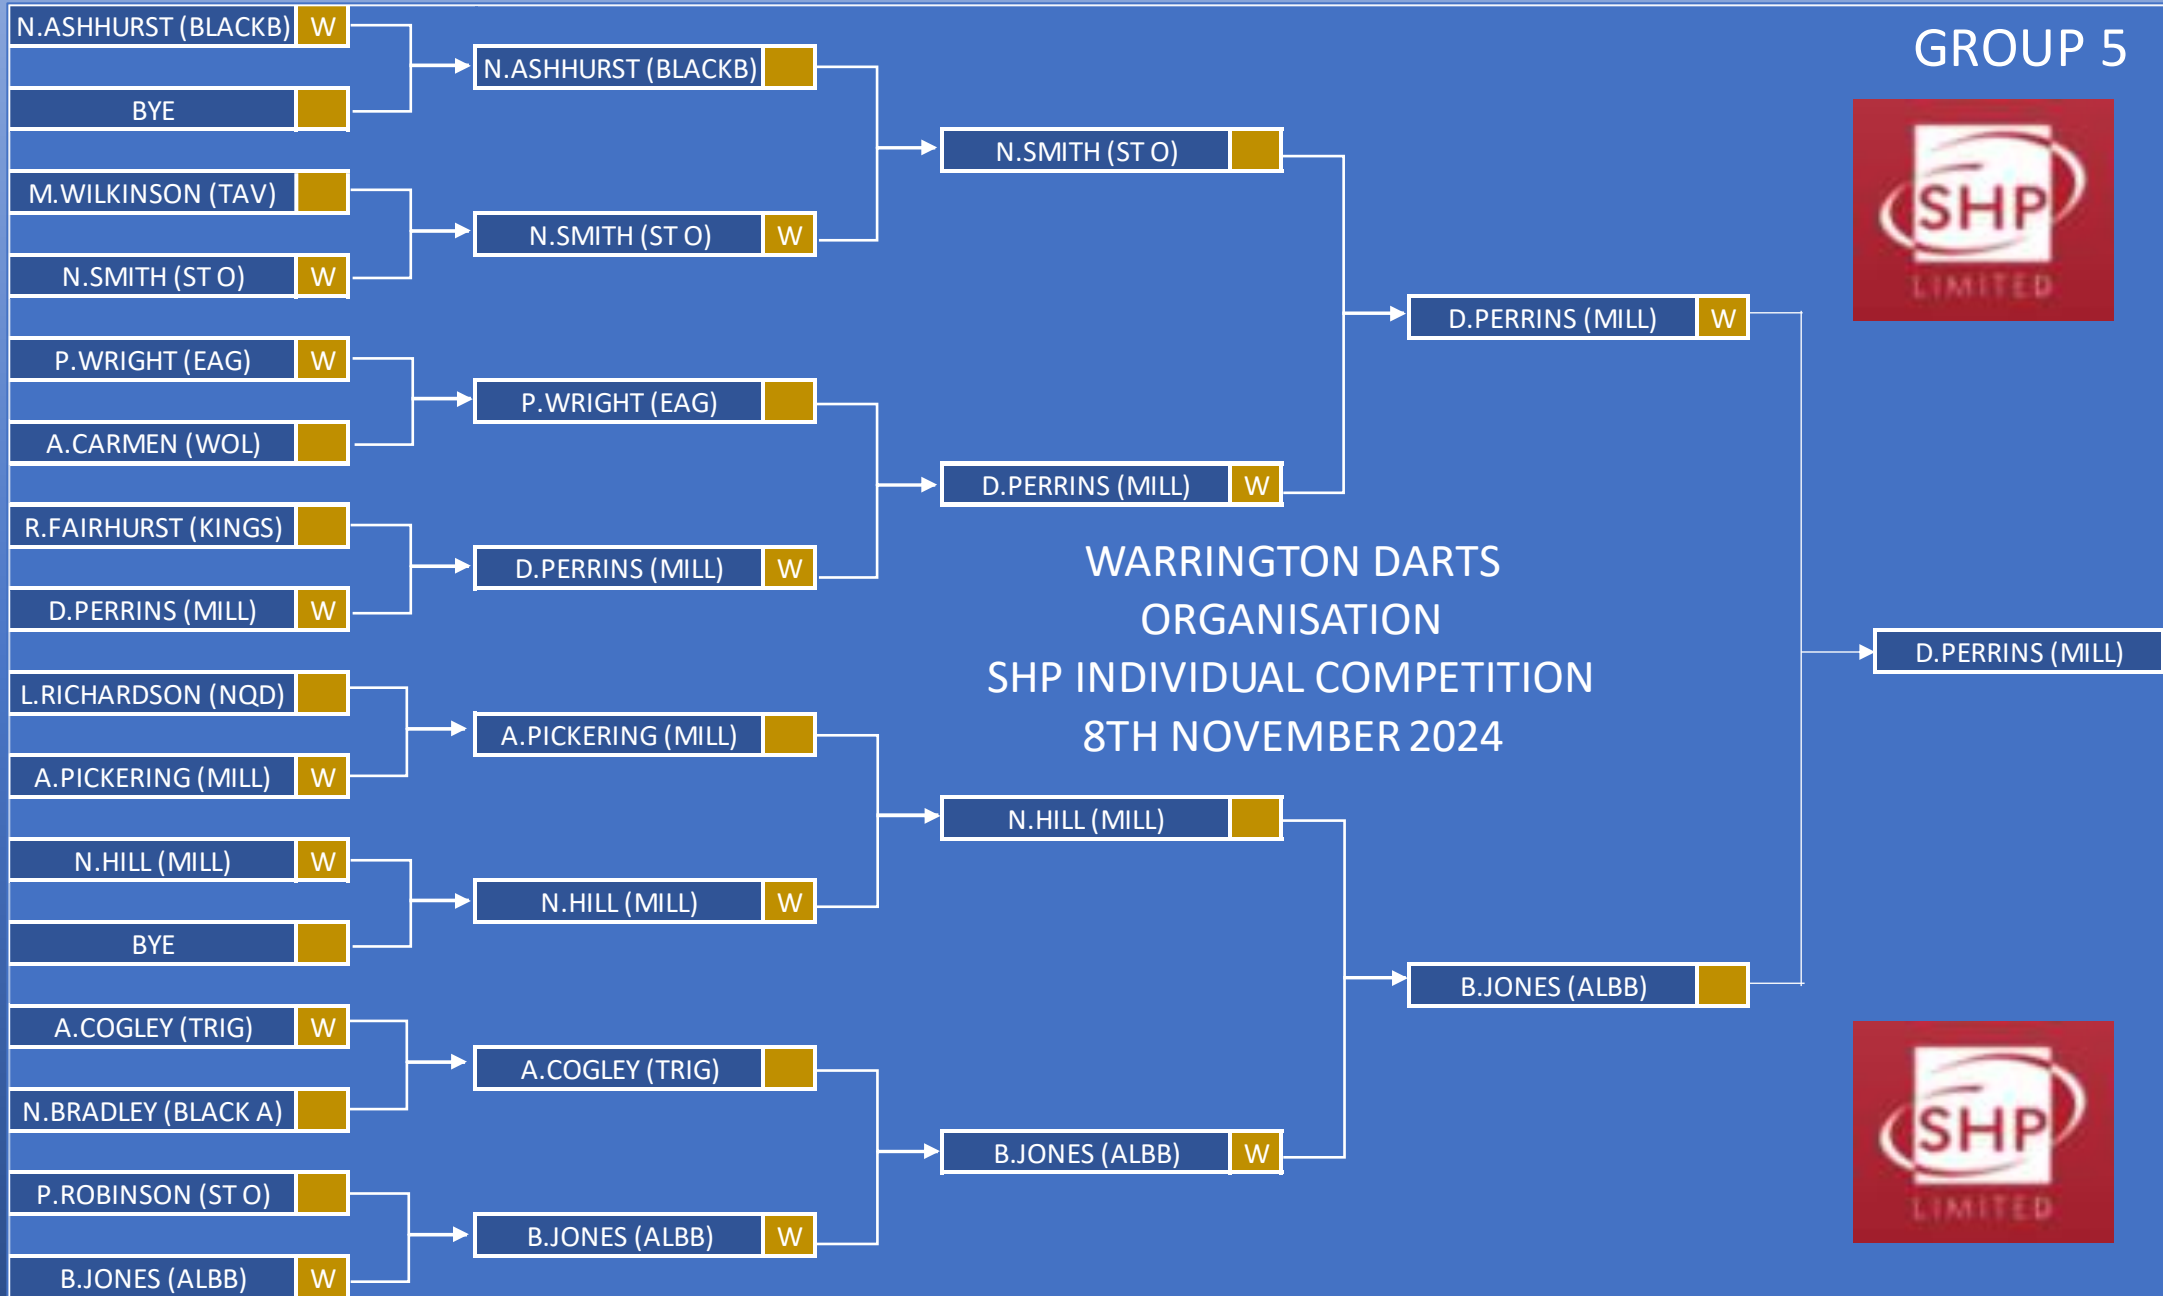 GROUP 5
N.ASHHURST (BLACKB) W
BYE
M.WILKINSON (TAV)
N.SMITH (ST O) W
P.WRIGHT (EAG) W
A.CARMEN (WOL)
R.FAIRHURST (KINGS)
D.PERRINS (MILL) W
L.RICHARDSON (NQD)
A.PICKERING (MILL) W
N.HILL (MILL) W
BYE
A.COGLEY (TRIG) W
N.BRADLEY (BLACK A)
P.ROBINSON (ST O)
B.JONES (ALBB) W
N.ASHHURST (BLACKB)
N.SMITH (ST O) W
P.WRIGHT (EAG)
D.PERRINS (MILL) W
A.PICKERING (MILL)
N.HILL (MILL) W
A.COGLEY (TRIG)
B.JONES (ALBB) W
N.SMITH (ST O)
D.PERRINS (MILL) W
WARRINGTON DARTS
ORGANISATION
SHP INDIVIDUAL COMPETITION
8TH NOVEMBER 2024
N.HILL (MILL)
B.JONES (ALBB) W
D.PERRINS (MILL) W
B.JONES (ALBB)
D.PERRINS (MILL)
SHP
LIMITED
SHP
LIMITED